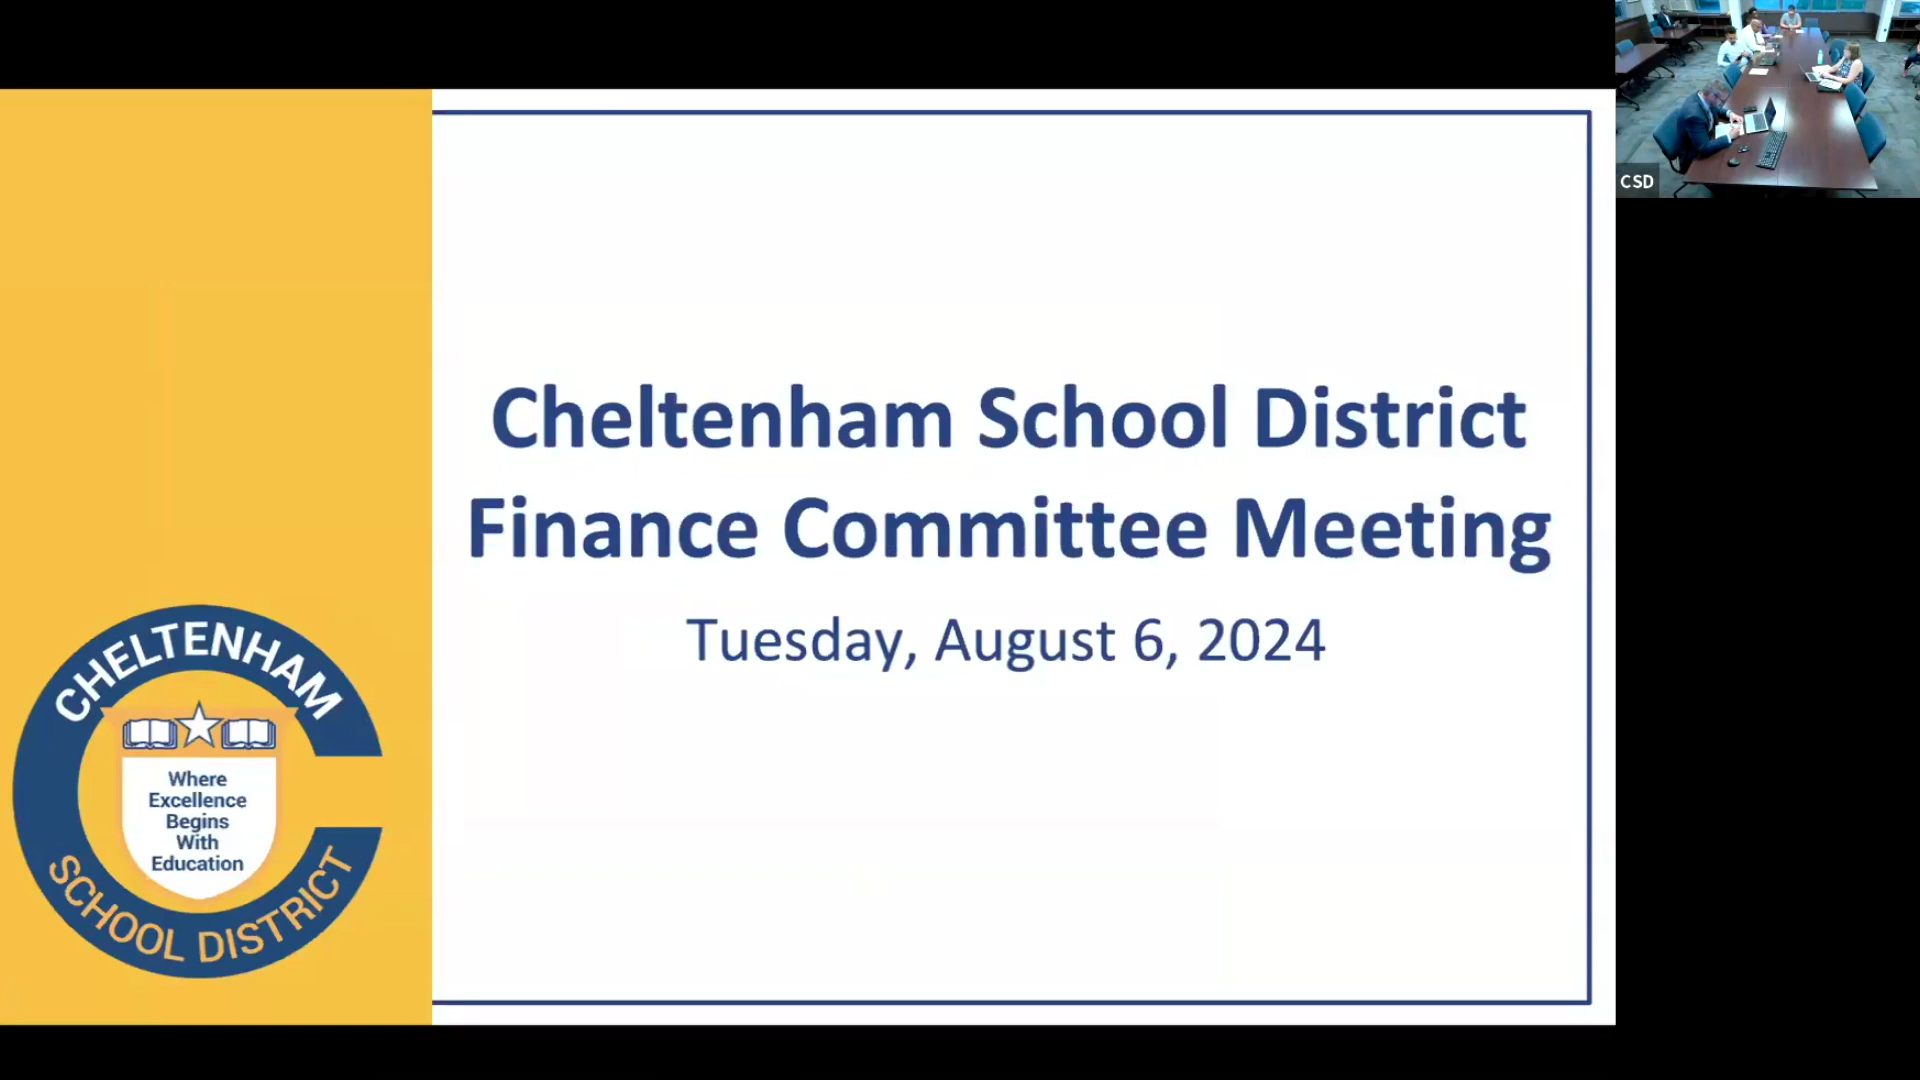 Cheltenham School District
Finance Committee Meeting
Tuesday, August 6, 2024
CHELTENHAM
Where
Excellence
Begins
With
Education
SCHOOL DISTRICT
CSD